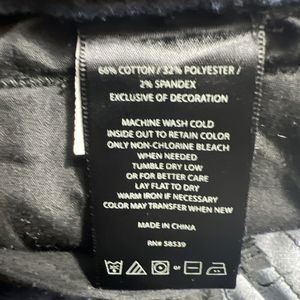 66% COTTON / 32% POLYESTER /
2% SPANDEX
EXCLUSIVE OF DECORATION
MACHINE WASH COLD
INSIDE OUT TO RETAIN COLOR
ONLY NON-CHLORINE BLEACH
WHEN NEEDED
TUMBLE DRY LOW
OR FOR BETTER CARE
LAY FLAT TO DRY
WARM IRON IF NECESSARY
COLOR MAY TRANSFER WHEN NEW
MADE IN CHINA
RN# 58539
or